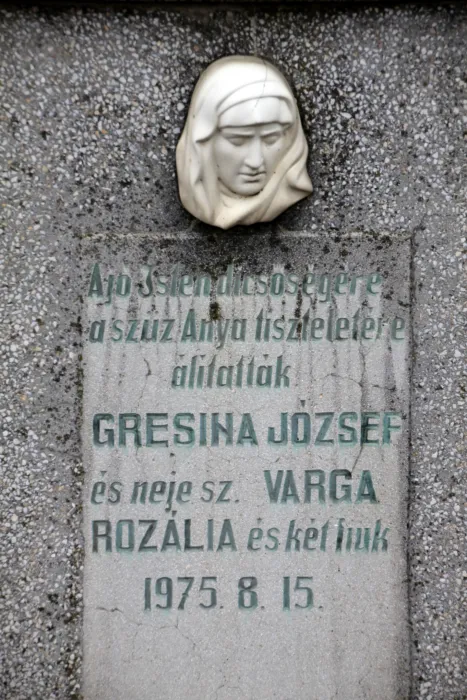 A jó Isten dicsőségére
a szűz Anya tiszteletére
álitatták
GRESINA JÓZSEF
és neje sz. VARGA
ROZÁLIA és két fiuk
1975. 8. 15.